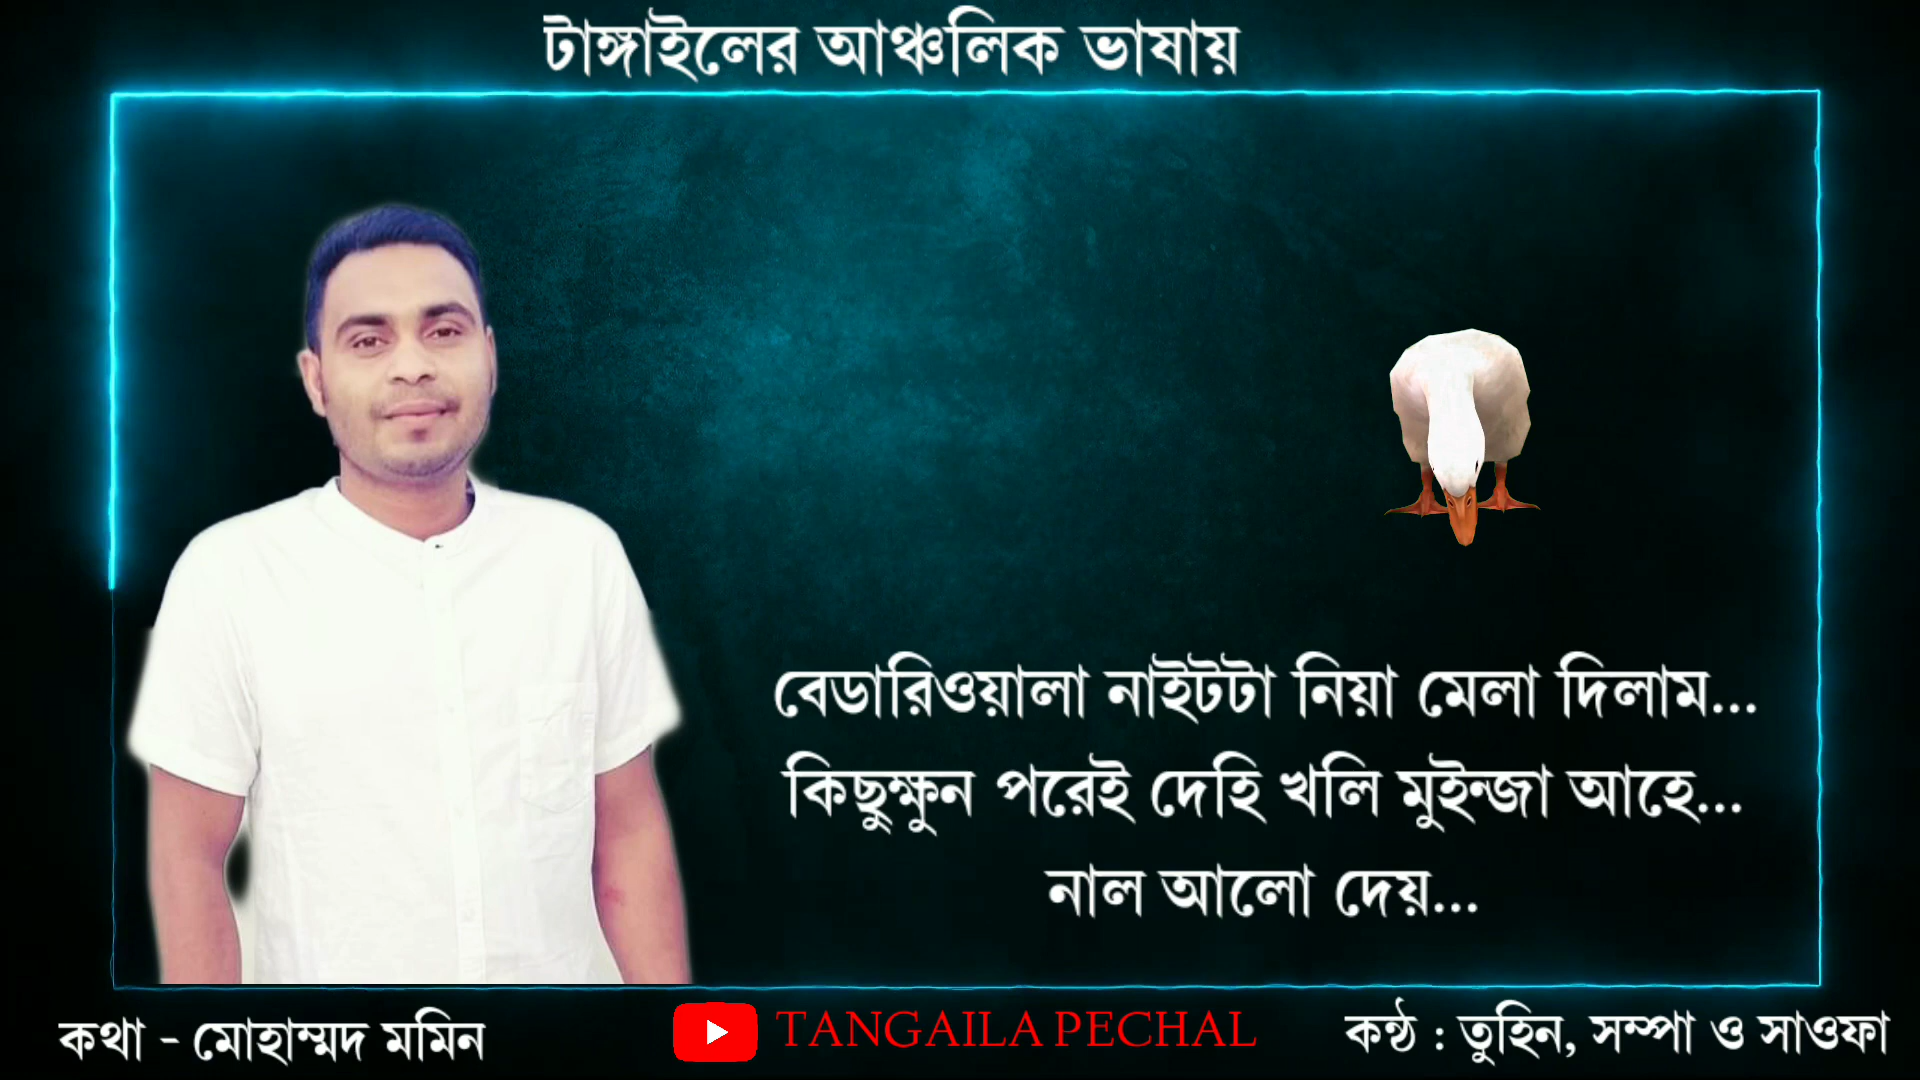 টাঙ্গাইলের আঞ্চলিক ভাষায়
বেডারিওয়ালা নাইটটা নিয়া মেলা দিলাম...
কিছুক্ষুন পরেই দেহি খলি মুইন্জা আহে...
নাল আলো দেয়...
কথা - মোহাম্মদ মমিন
TANGAILA PECHAL
কন্ঠ : তুহিন, সম্পা ও সাওফা